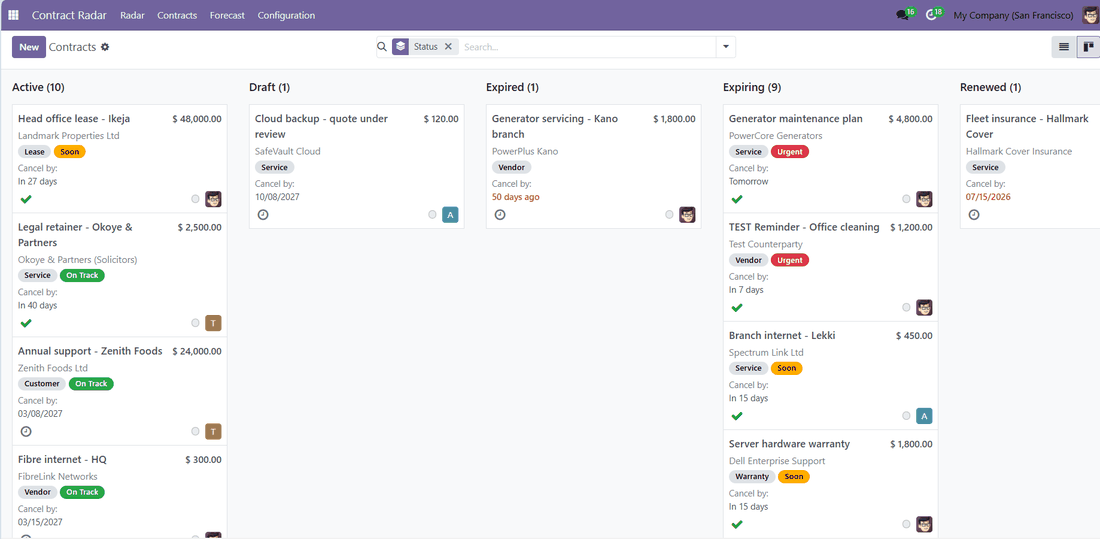 Contract Radar Radar Contracts Forecast Configuration 16 18 My Company (San Francisco)
New Contracts Status Search...
Active (10)
Head office lease - Ikeja $ 48,000.00
Landmark Properties Ltd
Lease Soon
Cancel by:
In 27 days
Legal retainer - Okoye & $ 2,500.00
Partners
Okoye & Partners (Solicitors)
Service On Track
Cancel by:
In 40 days
T
Annual support - Zenith Foods $ 24,000.00
Zenith Foods Ltd
Customer On Track
Cancel by:
03/08/2027
T
Fibre internet - HQ $ 300.00
FibreLink Networks
Vendor On Track
Cancel by:
03/15/2027
Draft (1)
Cloud backup - quote under $ 120.00
review
SafeVault Cloud
Service
Cancel by:
10/08/2027
A
Expired (1)
Generator servicing - Kano $ 1,800.00
branch
PowerPlus Kano
Vendor
Cancel by:
50 days ago
Expiring (9)
Generator maintenance plan $ 4,800.00
PowerCore Generators
Service Urgent
Cancel by:
Tomorrow
TEST Reminder - Office cleaning $ 1,200.00
Test Counterparty
Vendor Urgent
Cancel by:
In 7 days
Branch internet - Lekki $ 450.00
Spectrum Link Ltd
Service Soon
Cancel by:
In 15 days
A
Server hardware warranty $ 1,800.00
Dell Enterprise Support
Warranty Soon
Cancel by:
In 15 days
Renewed (1)
Fleet insurance - Hallmark
Cover
Hallmark Cover Insurance
Service
Cancel by:
07/15/2026